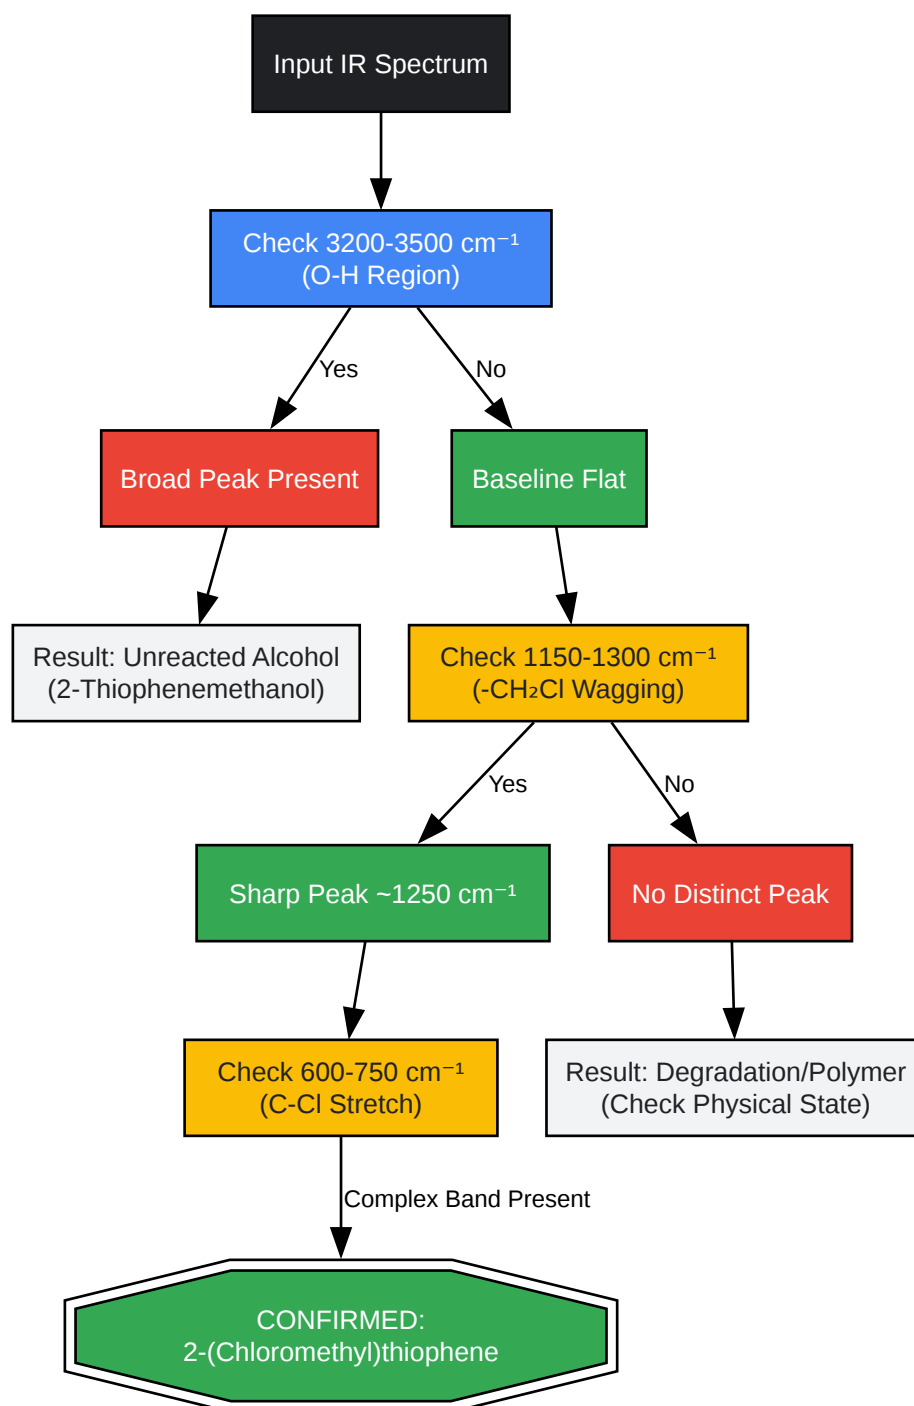 Input IR Spectrum
Check 3200-3500 cm⁻¹
(O-H Region)
Yes
No
Broad Peak Present
Baseline Flat
Result: Unreacted Alcohol
(2-Thiophenemethanol)
Check 1150-1300 cm⁻¹
(-CH₂Cl Wagging)
Yes
No
Sharp Peak ~1250 cm⁻¹
No Distinct Peak
Check 600-750 cm⁻¹
(C-Cl Stretch)
Result: Degradation/Polymer
(Check Physical State)
Complex Band Present
CONFIRMED:
2-(Chloromethyl)thiophene